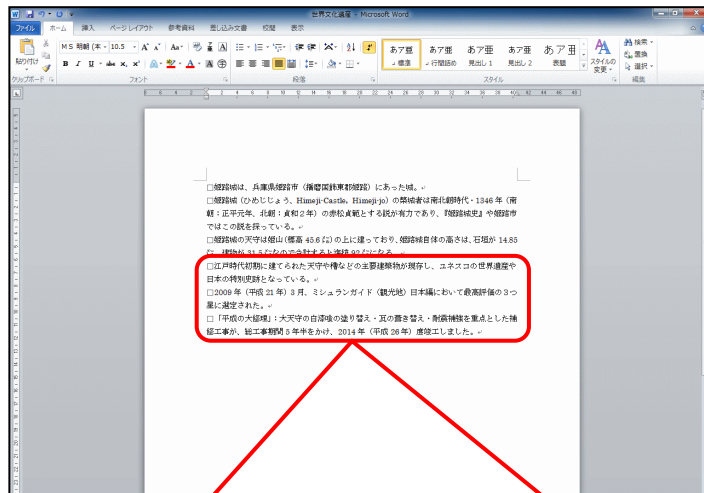 世界文化遺産 - Microsoft Word
ファイル ホーム 挿入 ページ レイアウト 参考資料 差し込み文書 校閲 表示
MS 明朝 (本 10.5
検索
あア亜 あア亜 あア亜 あア亜 あア亜
置換
貼り付け
標準 行間詰め 見出し 1 見出し 2 表題
スタイルの変更
選択
クリップボード フォント 段落 スタイル 編集
□姫路城は、兵庫県姫路市（播磨国飾東郡姫路）にあった城。
□姫路城（ひめじじょう、Himeji-Castle, Himeji-jo）の築城者は南北朝時代・1346 年（南
朝：正平元年、北朝：貞和 2 年）の赤松貞範とする説が有力であり、『姫路城史』や姫路市
ではこの説を採っている。
□姫路城の天守は姫山（標高 45.6 ㍍）の上に建っており、姫路城自体の高さは、石垣が 14.85
□江戸時代初期に建てられた天守や櫓などの主要建築物が現存し、ユネスコの世界遺産や
日本の特別史跡となっている。
□2009 年（平成 21 年）3 月、ミシュランガイド（観光地）日本編において最高評価の３つ
星に選定された。
□「平成の大修理」：大天守の白漆喰の塗り替え・瓦の葺き替え・耐震補強を重点とした補
修工事が、総工事期間 5 年半をかけ、2014 年（平成 26 年）度竣工しました。